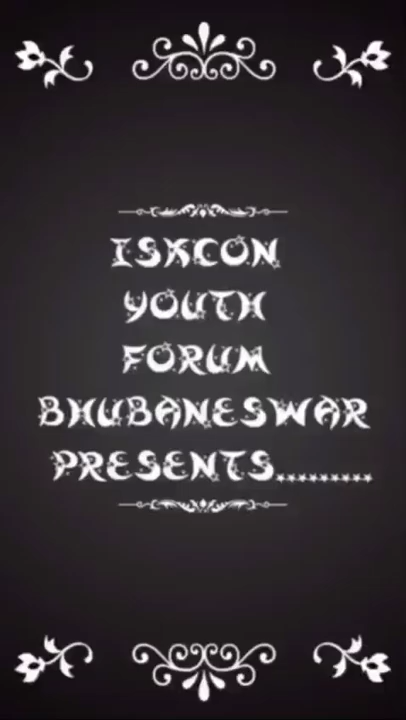 ISKCON
YOUTH
FORUM
BHUBANESWAR
PRESENTS.........